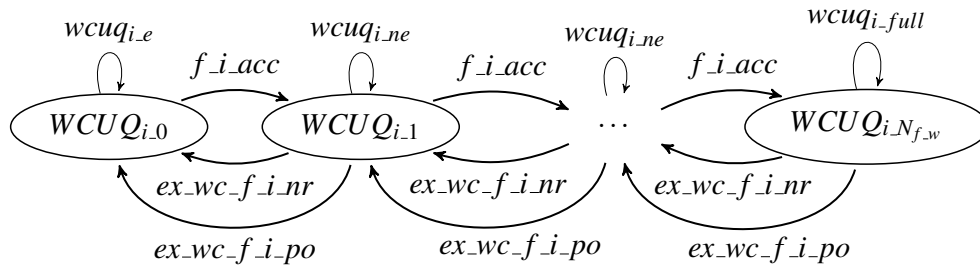 wcuq_{i_e} wcuq_{i_ne} wcuq_{i_ne} wcuq_{i_full}
f_i_acc f_i_acc f_i_acc
WCUQ_{i_0} WCUQ_{i_1} ... WCUQ_{i_N_{f_w}}
ex_wc_f_i_nr ex_wc_f_i_nr ex_wc_f_i_nr
ex_wc_f_i_po ex_wc_f_i_po ex_wc_f_i_po